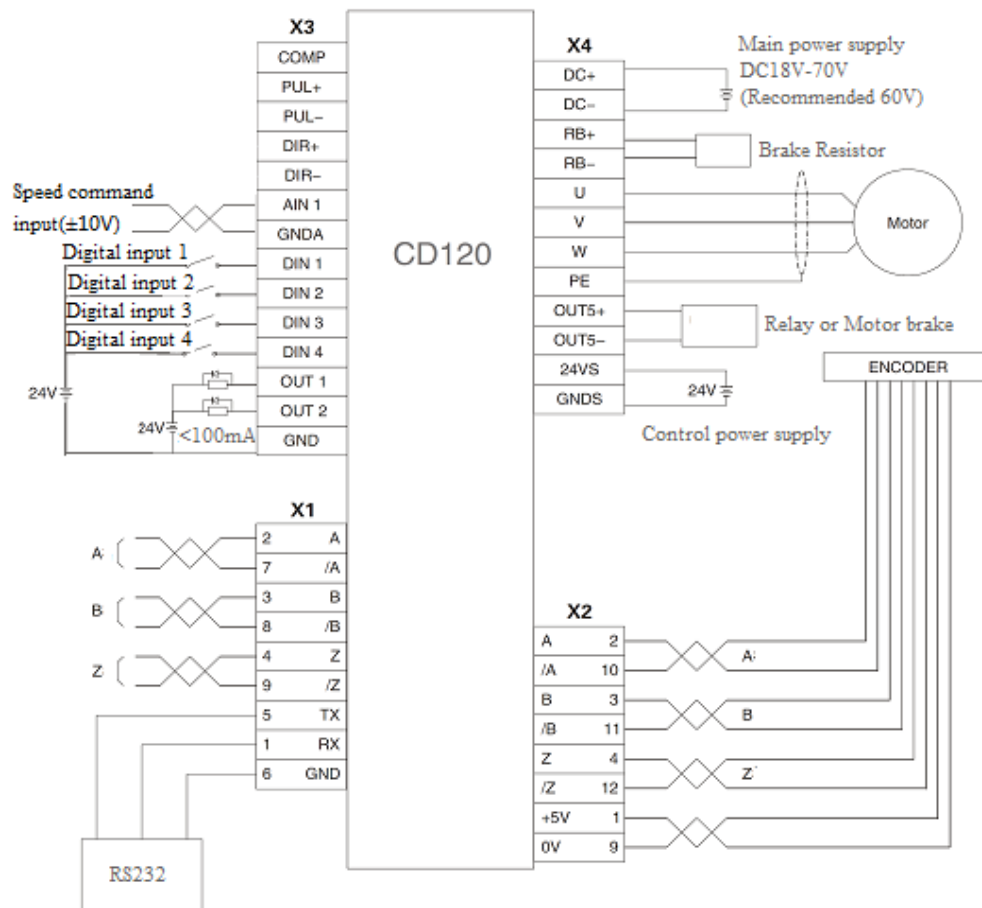 X3
COMP
PUL+
PUL−
DIR+
DIR−
AIN 1
GNDA
DIN 1
DIN 2
DIN 3
DIN 4
OUT 1
OUT 2
GND
Speed command
input(±10V)
Digital input 1
Digital input 2
Digital input 3
Digital input 4
24V
24V
<100mA
CD120
X4
DC+
DC−
RB+
RB−
U
V
W
PE
OUT5+
OUT5−
24VS
GNDS
Main power supply
DC18V-70V
(Recommended 60V)
Brake Resistor
Motor
Relay or Motor brake
24V
Control power supply
ENCODER
X1
2 A
7 /A
3 B
8 /B
4 Z
9 /Z
5 TX
1 RX
6 GND
A
B
Z
RS232
X2
A 2
/A 10
B 3
/B 11
Z 4
/Z 12
+5V 1
0V 9
A
B
Z